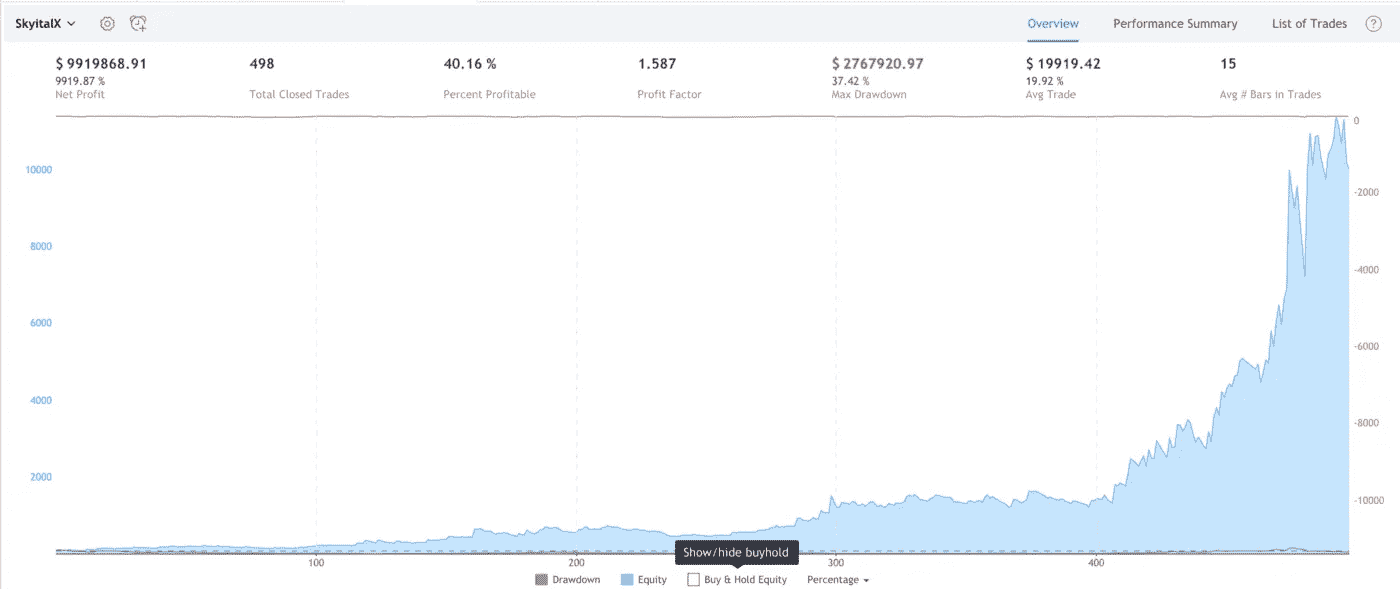 SkyitalX
Overview Performance Summary List of Trades ?
$ 9919868.91 498 40.16 % 1.587 $ 2767920.97 $ 19919.42 15
9919.87 % 37.42 % 19.92 %
Net Profit Total Closed Trades Percent Profitable Profit Factor Max Drawdown Avg Trade Avg # Bars in Trades
0
10000
-2000
8000
-4000
6000
-6000
4000
-8000
2000
-10000
Show/hide buyhold
100 200 300 400
Drawdown Equity Buy & Hold Equity Percentage